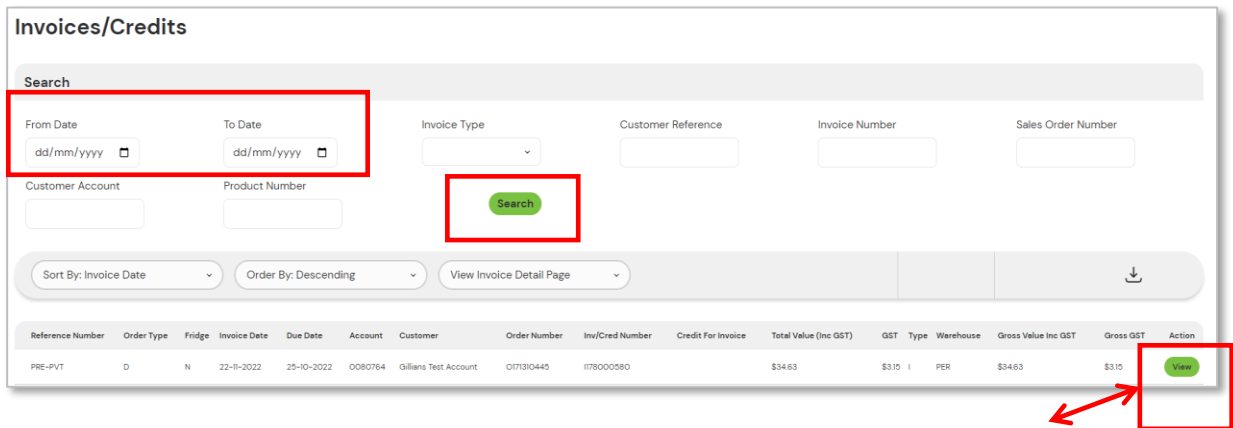 Invoices/Credits
Search
From Date To Date Invoice Type Customer Reference Invoice Number Sales Order Number
dd/mm/yyyy dd/mm/yyyy
Customer Account Product Number
Search
Sort By: Invoice Date Order By: Descending View Invoice Detail Page
Reference Number Order Type Fridge Invoice Date Due Date Account Customer Order Number Inv/Cred Number Credit For Invoice Total Value (Inc GST) GST Type Warehouse Gross Value Inc GST Gross GST Action
PRE-PVT D N 22-11-2022 25-10-2022 0080764 Gillians Test Account 0171310445 1178000580 $34.63 $3.15 I PER $34.63 $3.15 View